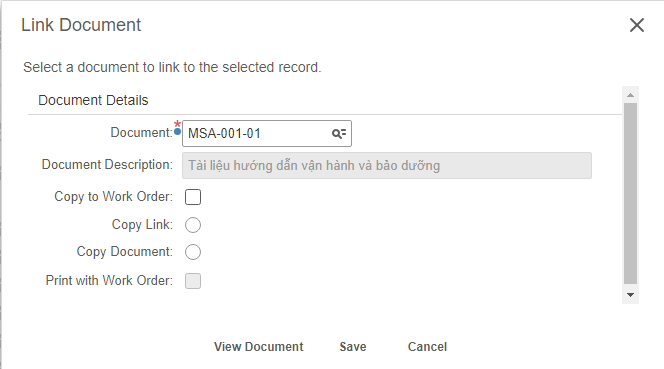 Link Document
Select a document to link to the selected record.
Document Details
Document:* MSA-001-01
Document Description: Tài liệu hướng dẫn vận hành và bảo dưỡng
Copy to Work Order:
Copy Link:
Copy Document:
Print with Work Order:
View Document Save Cancel